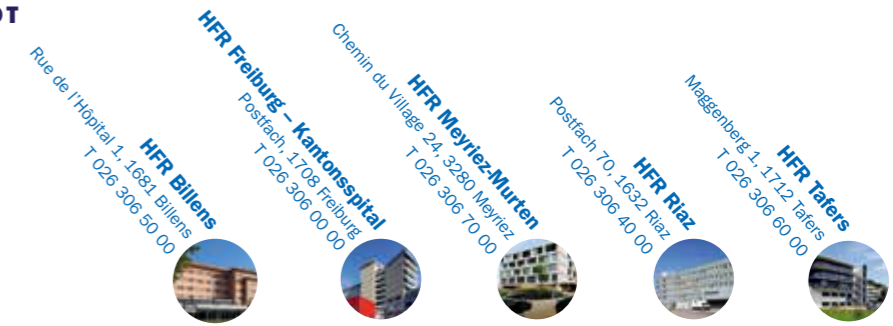 OT
HFR Billens
Rue de l'Hôpital 1, 1681 Billens
T 026 306 50 00
HFR Freiburg – Kantonsspital
Postfach, 1708 Freiburg
T 026 306 00 00
HFR Meyriez-Murten
Chemin du Village 24, 3280 Meyriez
T 026 306 70 00
HFR Riaz
Postfach 70, 1632 Riaz
T 026 306 40 00
HFR Tafers
Maggenberg 1, 1712 Tafers
T 026 306 60 00